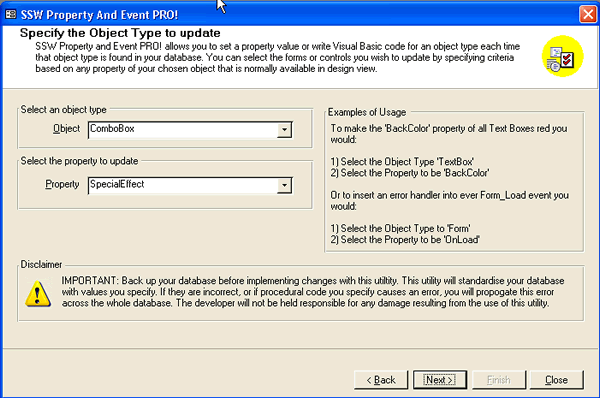 SSW Property And Event PRO!
Specify the Object Type to update
SSW Property and Event PRO! allows you to set a property value or write Visual Basic code for an object type each time
that object type is found in your database. You can select the forms or controls you wish to update by specifying criteria
based on any property of your chosen object that is normally available in design view.
Select an object type
Object ComboBox
Select the property to update
Property SpecialEffect
Examples of Usage
To make the 'BackColor' property of all Text Boxes red you
would:
1) Select the Object Type 'TextBox'
2) Select the Property to be 'BackColor'
Or to insert an error handler into ever Form_Load event you
would:
1) Select the Object Type to 'Form'
2) Select the Property to be 'OnLoad'
Disclaimer
IMPORTANT: Back up your database before implementing changes with this utiltity. This utility will standardise your database
with values you specify. If they are incorrect, or if procedural code you specify causes an error, you will propogate this error
across the whole database. The developer will not be held responsible for any damage resulting from the use of this utility.
< Back Next > Finish Close